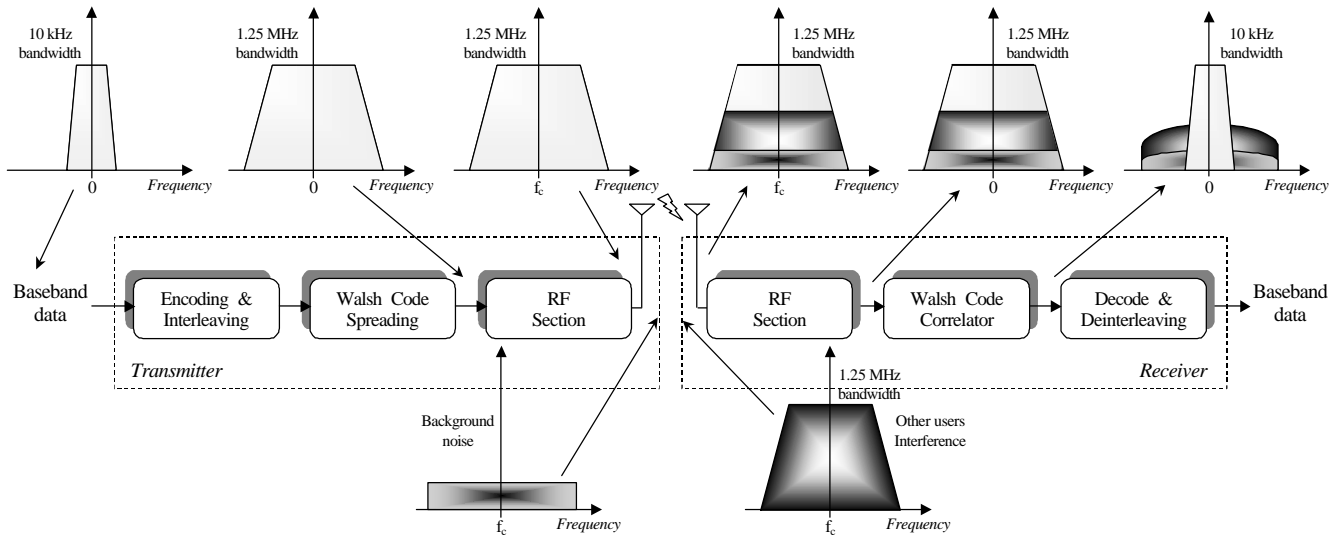 10 kHz
bandwidth
0
Frequency
1.25 MHz
bandwidth
0
Frequency
1.25 MHz
bandwidth
fc
Frequency
1.25 MHz
bandwidth
fc
Frequency
1.25 MHz
bandwidth
0
Frequency
10 kHz
bandwidth
0
Frequency
Baseband
data
Encoding &
Interleaving
Walsh Code
Spreading
RF
Section
Transmitter
RF
Section
Walsh Code
Correlator
Decode &
Deinterleaving
Receiver
Baseband
data
Background
noise
fc
Frequency
1.25 MHz
bandwidth
Other users
Interference
fc
Frequency